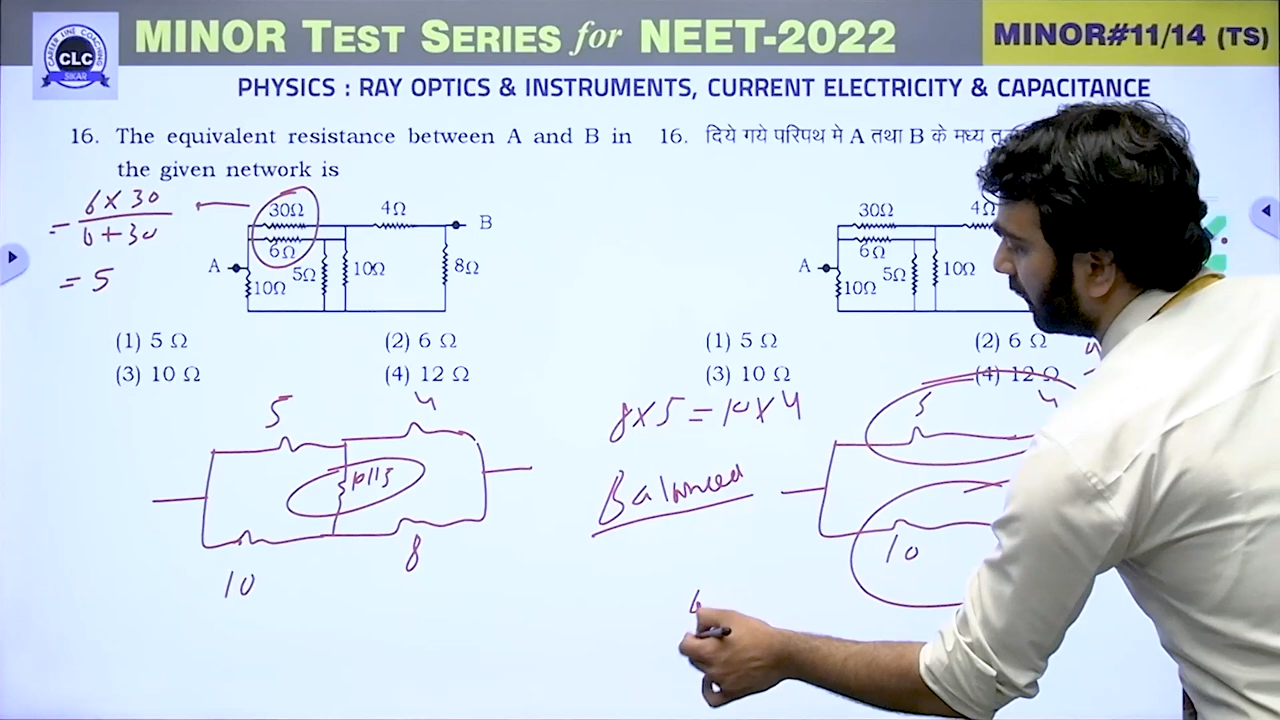 CAREER LINE COACHING
CLC
SIKAR
MINOR TEST SERIES for NEET-2022
MINOR#11/14 (TS)
PHYSICS : RAY OPTICS & INSTRUMENTS, CURRENT ELECTRICITY & CAPACITANCE
16. The equivalent resistance between A and B in
the given network is
= 6 X 30
6 + 30
= 5
30Ω
4Ω
B
6Ω
A
5Ω
10Ω
8Ω
10Ω
(1) 5 Ω
(2) 6 Ω
(3) 10 Ω
(4) 12 Ω
16. दिये गये परिपथ मे A तथा B के मध्य
30Ω
4Ω
6Ω
A
5Ω
10Ω
10Ω
(1) 5 Ω
(2) 6 Ω
(3) 10 Ω
(4) 12 Ω
5
4
10||5
10
8
8X5 = 10X4
Balanced
5
4
10